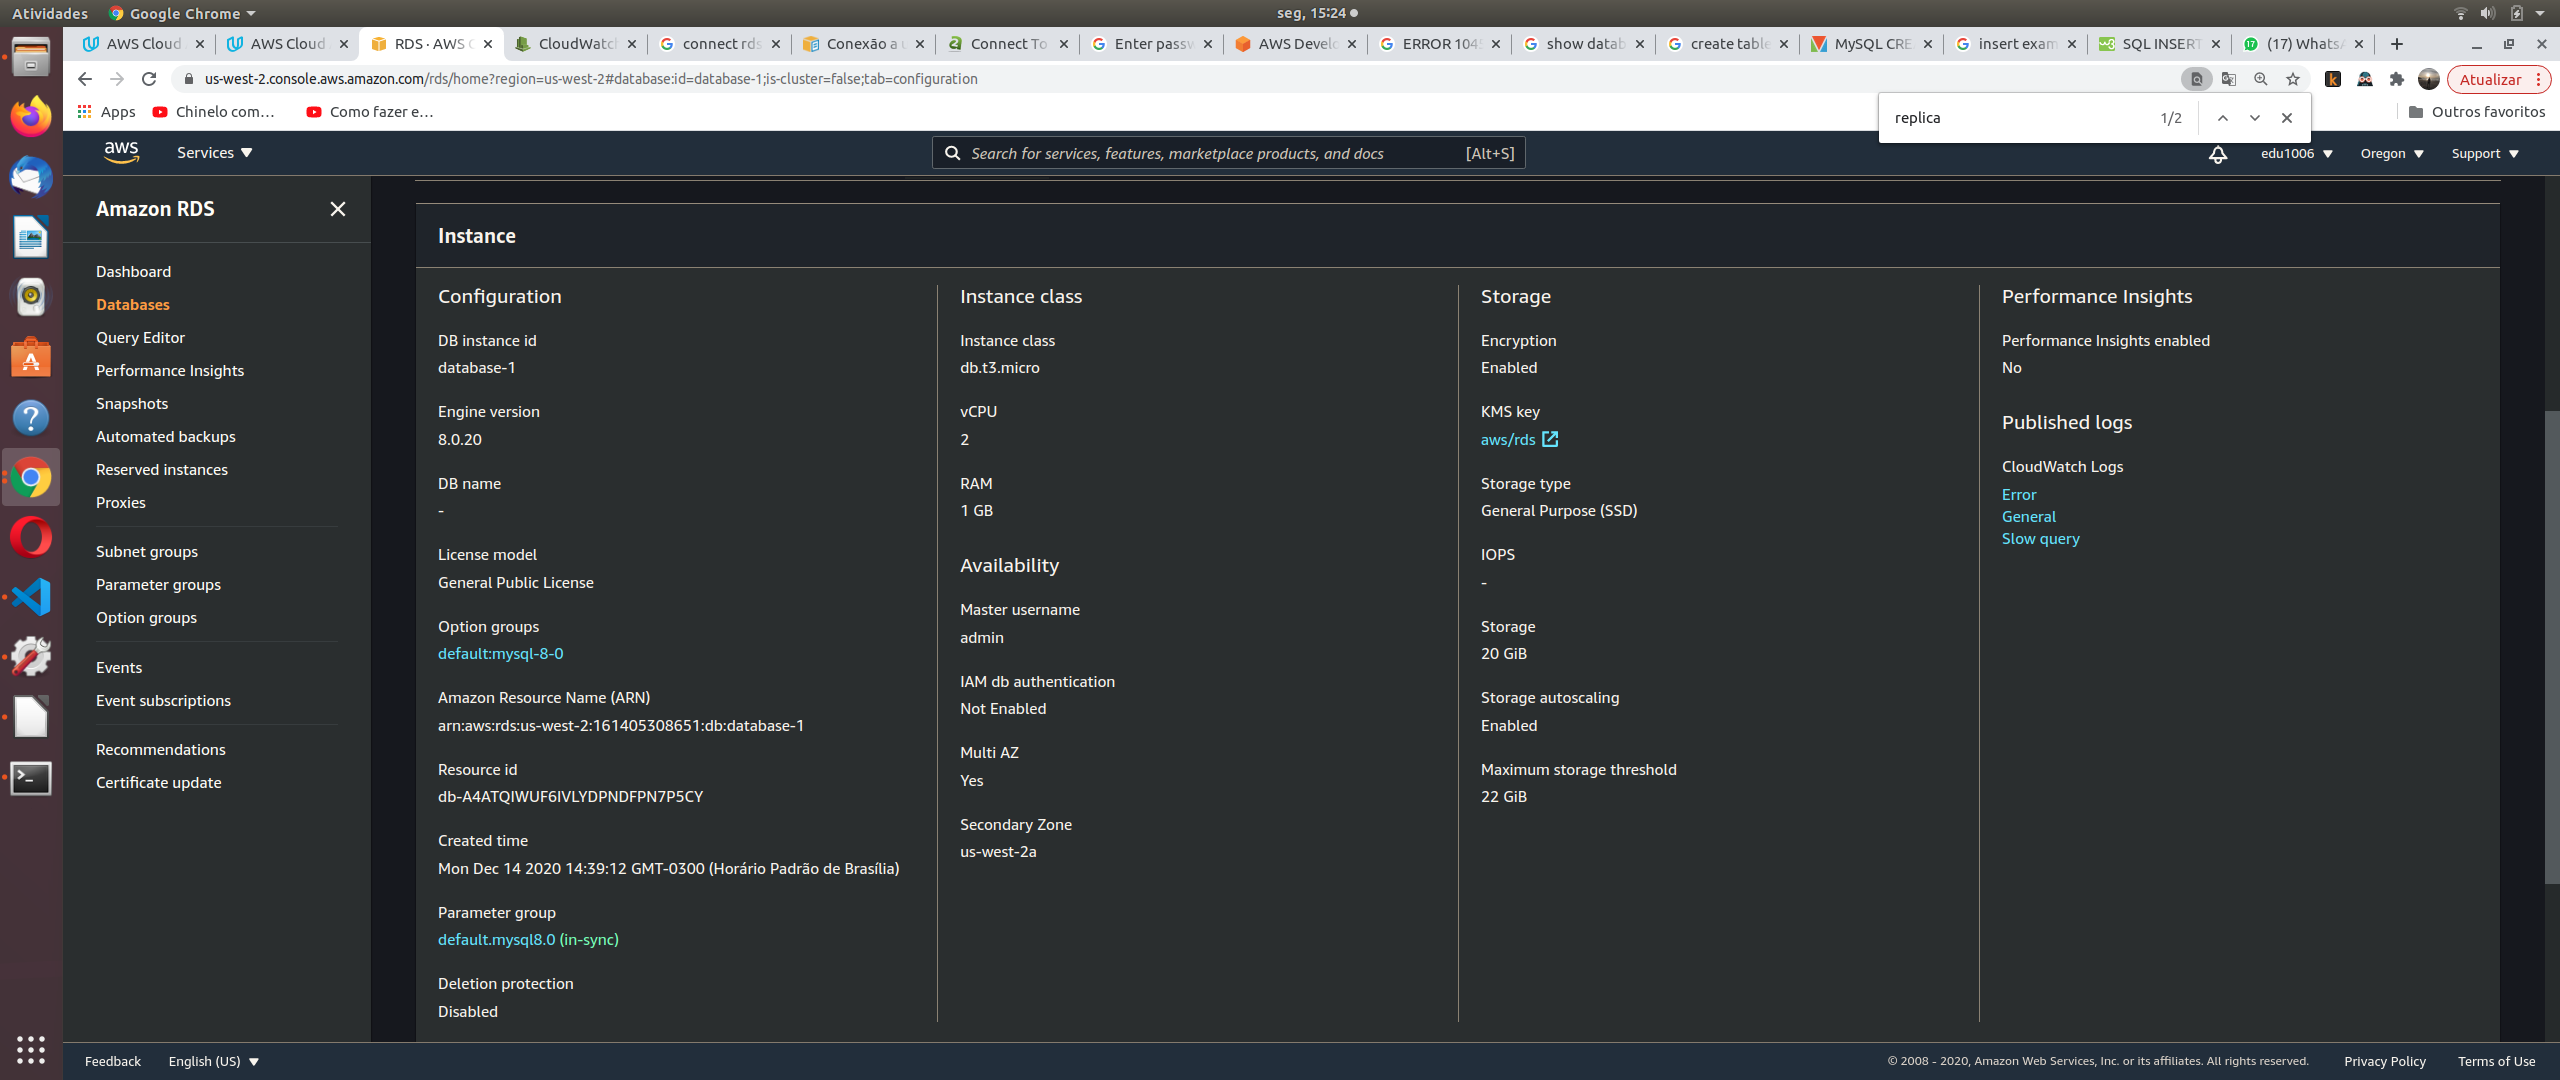 Atividades
Google Chrome
seg, 15:24
AWS Cloud
AWS Cloud
RDS · AWS C
CloudWatch
connect rds
Conexão a u
Connect To
Enter passw
AWS Develo
ERROR 1045
show datab
create table
MySQL CRE
insert exam
SQL INSERT
(17) WhatsA
us-west-2.console.aws.amazon.com/rds/home?region=us-west-2#database:id=database-1;is-cluster=false;tab=configuration
Atualizar
Apps
Chinelo com...
Como fazer e...
Outros favoritos
replica
1/2
aws
Services
Search for services, features, marketplace products, and docs
[Alt+S]
edu1006
Oregon
Support
Amazon RDS
Dashboard
Databases
Query Editor
Performance Insights
Snapshots
Automated backups
Reserved instances
Proxies
Subnet groups
Parameter groups
Option groups
Events
Event subscriptions
Recommendations
Certificate update
Instance
Configuration
DB instance id
database-1
Engine version
8.0.20
DB name
-
License model
General Public License
Option groups
default:mysql-8-0
Amazon Resource Name (ARN)
arn:aws:rds:us-west-2:161405308651:db:database-1
Resource id
db-A4ATQIWUF6IVLYDPNDFPN7P5CY
Created time
Mon Dec 14 2020 14:39:12 GMT-0300 (Horário Padrão de Brasília)
Parameter group
default.mysql8.0 (in-sync)
Deletion protection
Disabled
Instance class
Instance class
db.t3.micro
vCPU
2
RAM
1 GB
Availability
Master username
admin
IAM db authentication
Not Enabled
Multi AZ
Yes
Secondary Zone
us-west-2a
Storage
Encryption
Enabled
KMS key
aws/rds
Storage type
General Purpose (SSD)
IOPS
-
Storage
20 GiB
Storage autoscaling
Enabled
Maximum storage threshold
22 GiB
Performance Insights
Performance Insights enabled
No
Published logs
CloudWatch Logs
Error
General
Slow query
Feedback
English (US)
© 2008 - 2020, Amazon Web Services, Inc. or its affiliates. All rights reserved.
Privacy Policy
Terms of Use